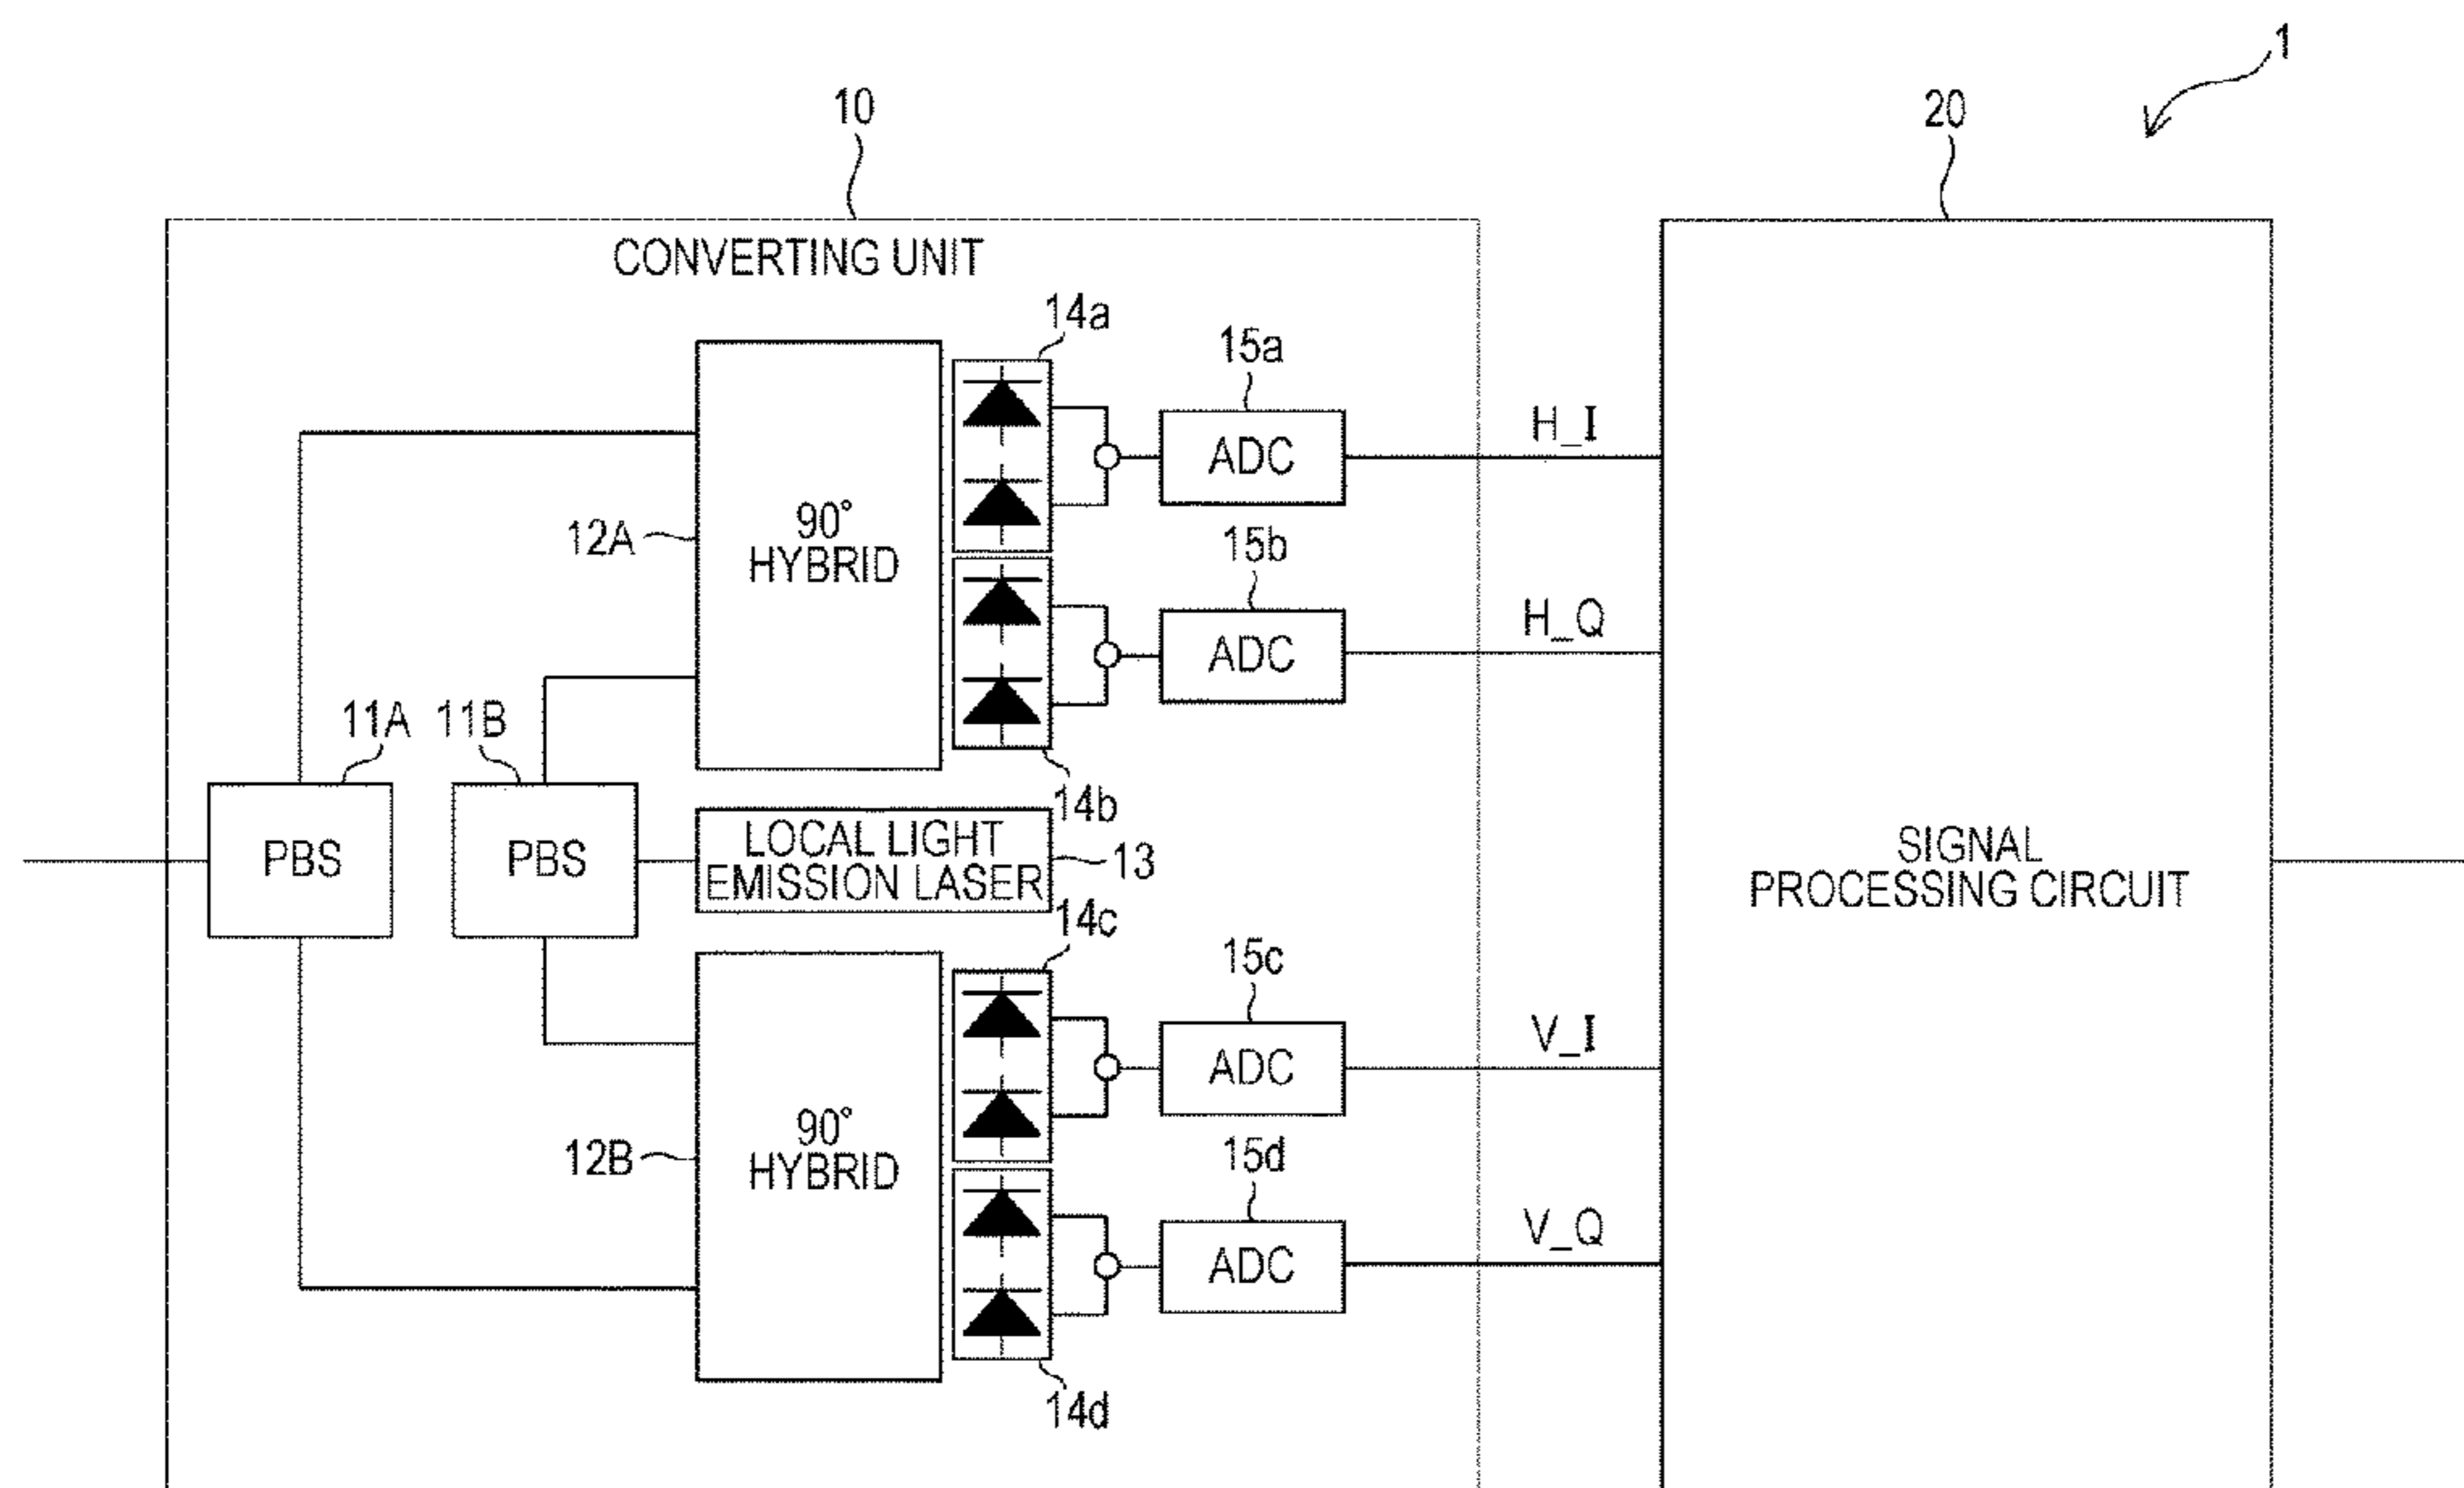 1
10
20
CONVERTING UNIT
14a
15a
ADC
H_I
90°
HYBRID
12A
15b
ADC
H_Q
14b
11A
11B
PBS
PBS
LOCAL LIGHT
EMISSION LASER
13
SIGNAL
PROCESSING CIRCUIT
14c
15c
ADC
V_I
90°
HYBRID
12B
15d
ADC
V_Q
14d